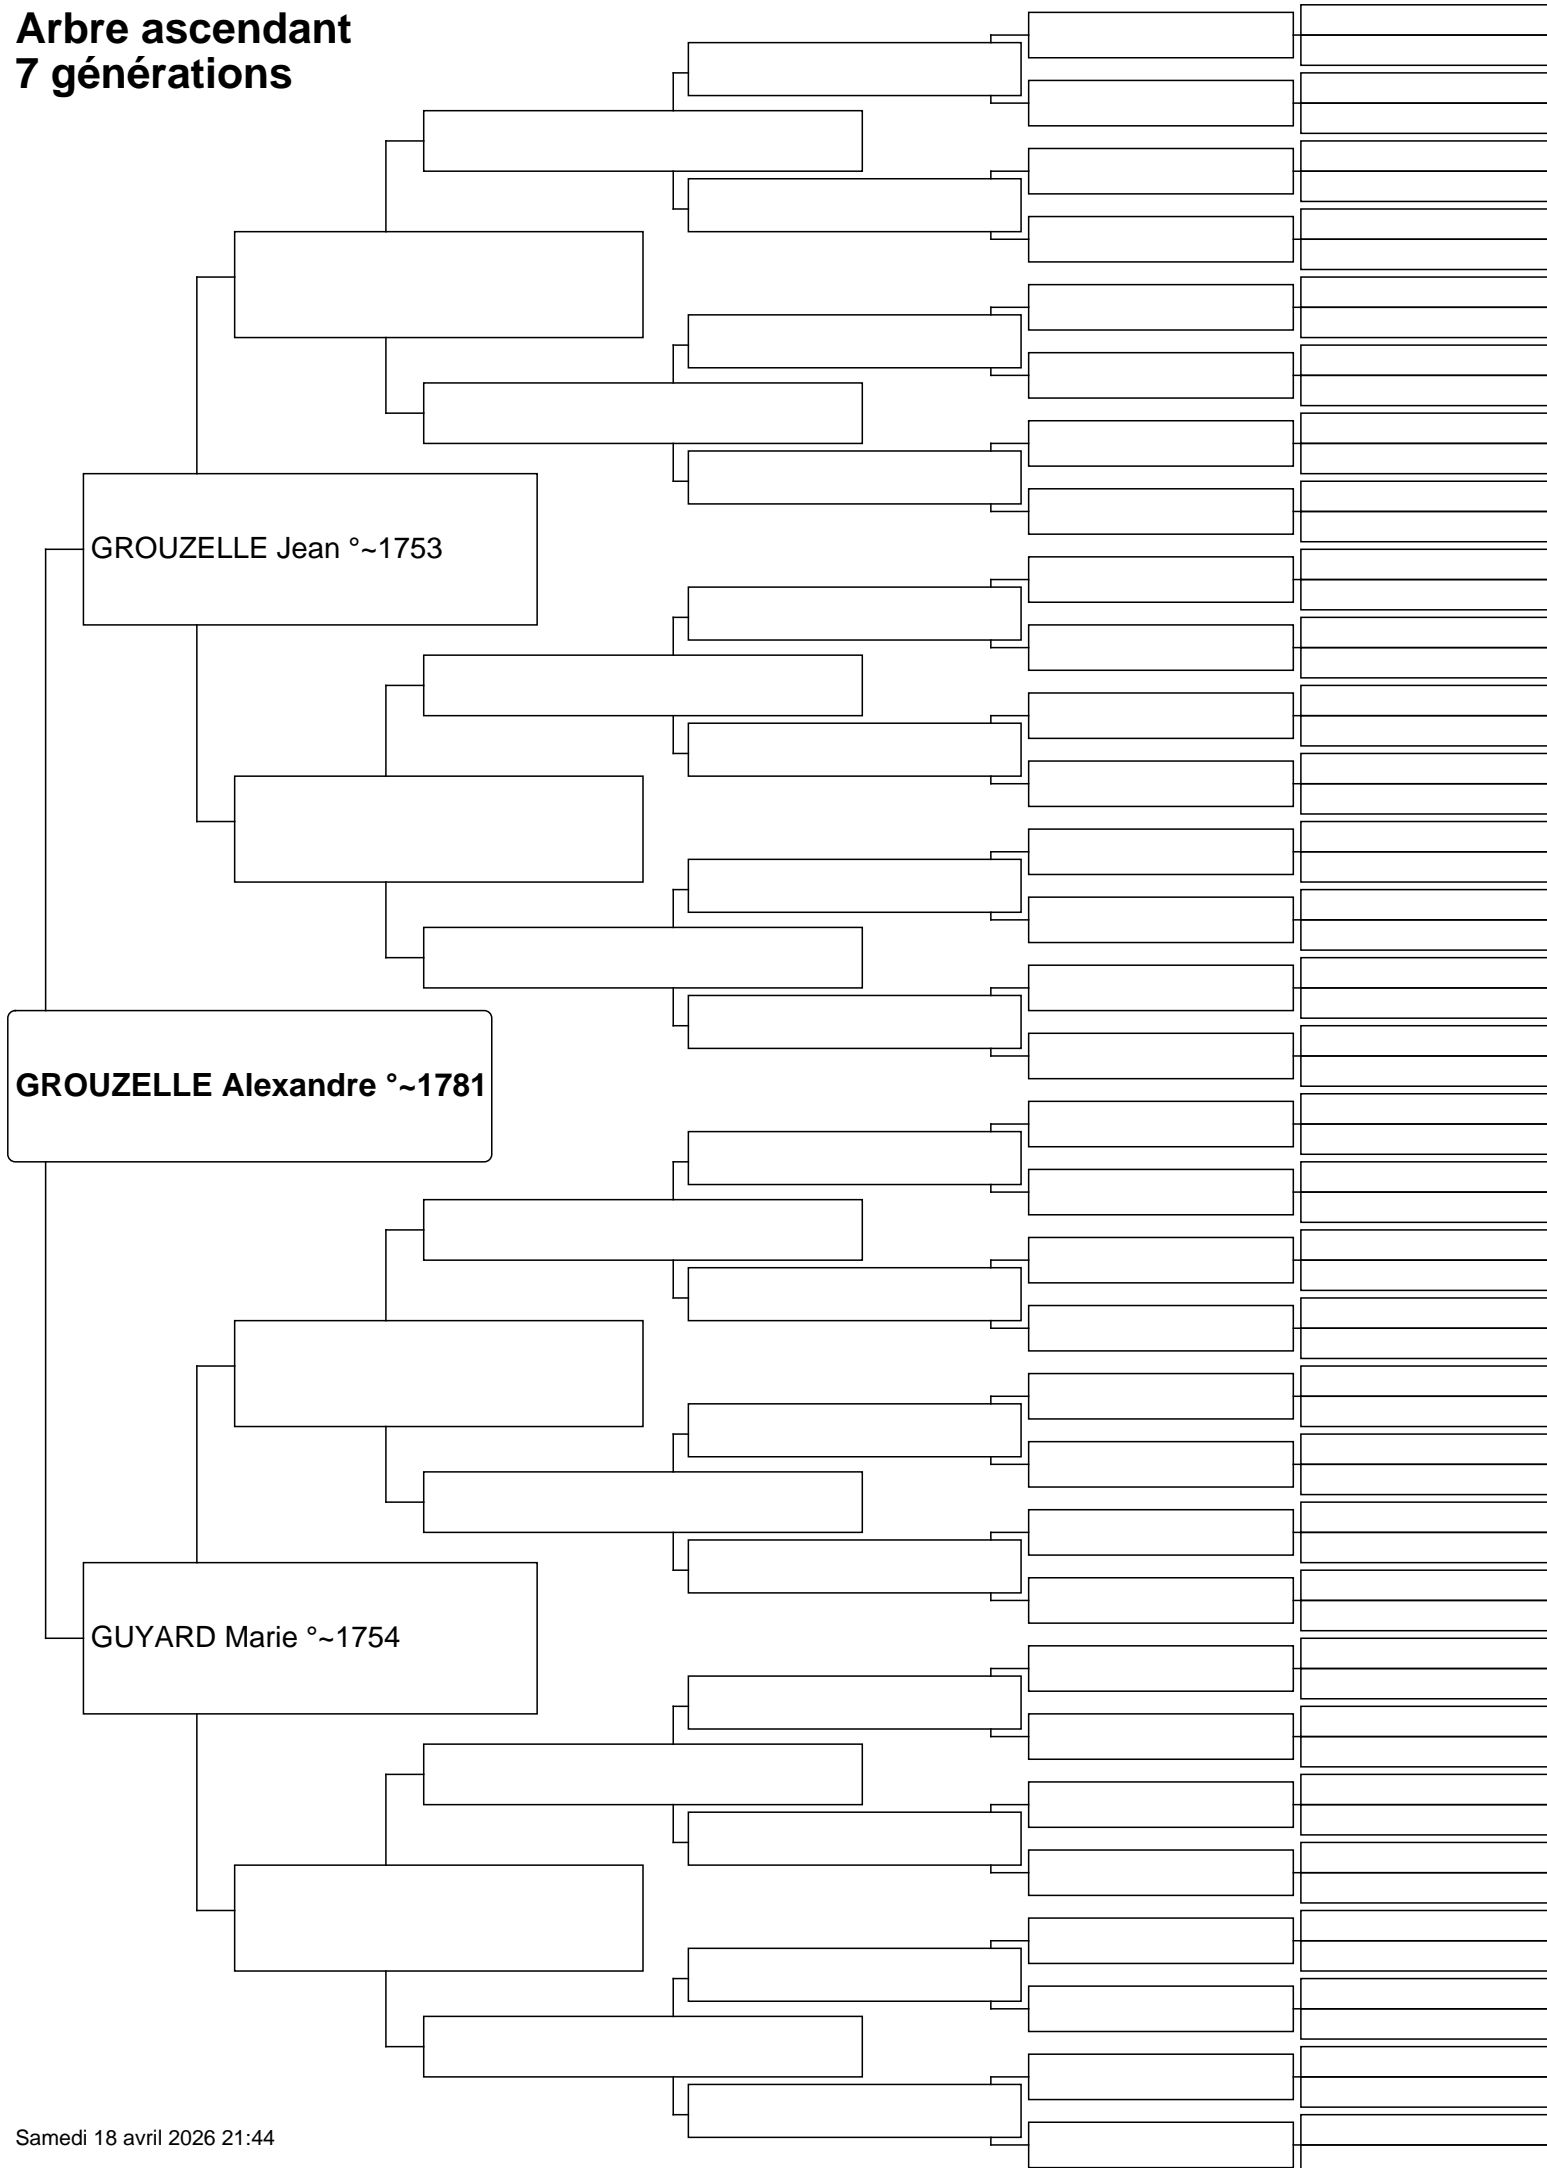 Arbre ascendant
7 générations
GROUZELLE Jean °~1753
GROUZELLE Alexandre °~1781
GUYARD Marie °~1754
Samedi 18 avril 2026 21:44